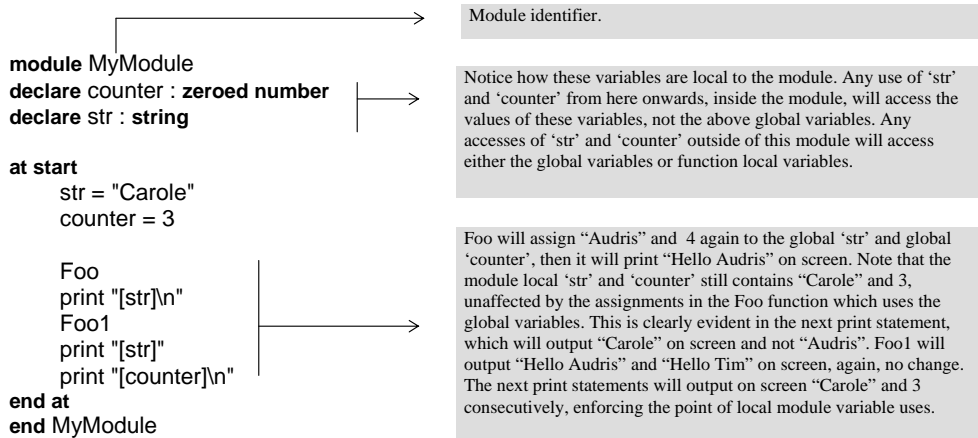 Module identifier.
module MyModule
declare counter : zeroed number
declare str : string
Notice how these variables are local to the module. Any use of ‘str’
and ‘counter’ from here onwards, inside the module, will access the
values of these variables, not the above global variables. Any
accesses of ‘str’ and ‘counter’ outside of this module will access
either the global variables or function local variables.
at start
str = "Carole"
counter = 3
Foo
print "[str]\n"
Foo1
print "[str]"
print "[counter]\n"
end at
end MyModule
Foo will assign “Audris” and 4 again to the global ‘str’ and global
‘counter’, then it will print “Hello Audris” on screen. Note that the
module local ‘str’ and ‘counter’ still contains “Carole” and 3,
unaffected by the assignments in the Foo function which uses the
global variables. This is clearly evident in the next print statement,
which will output “Carole” on screen and not “Audris”. Foo1 will
output “Hello Audris” and “Hello Tim” on screen, again, no change.
The next print statements will output on screen “Carole” and 3
consecutively, enforcing the point of local module variable uses.